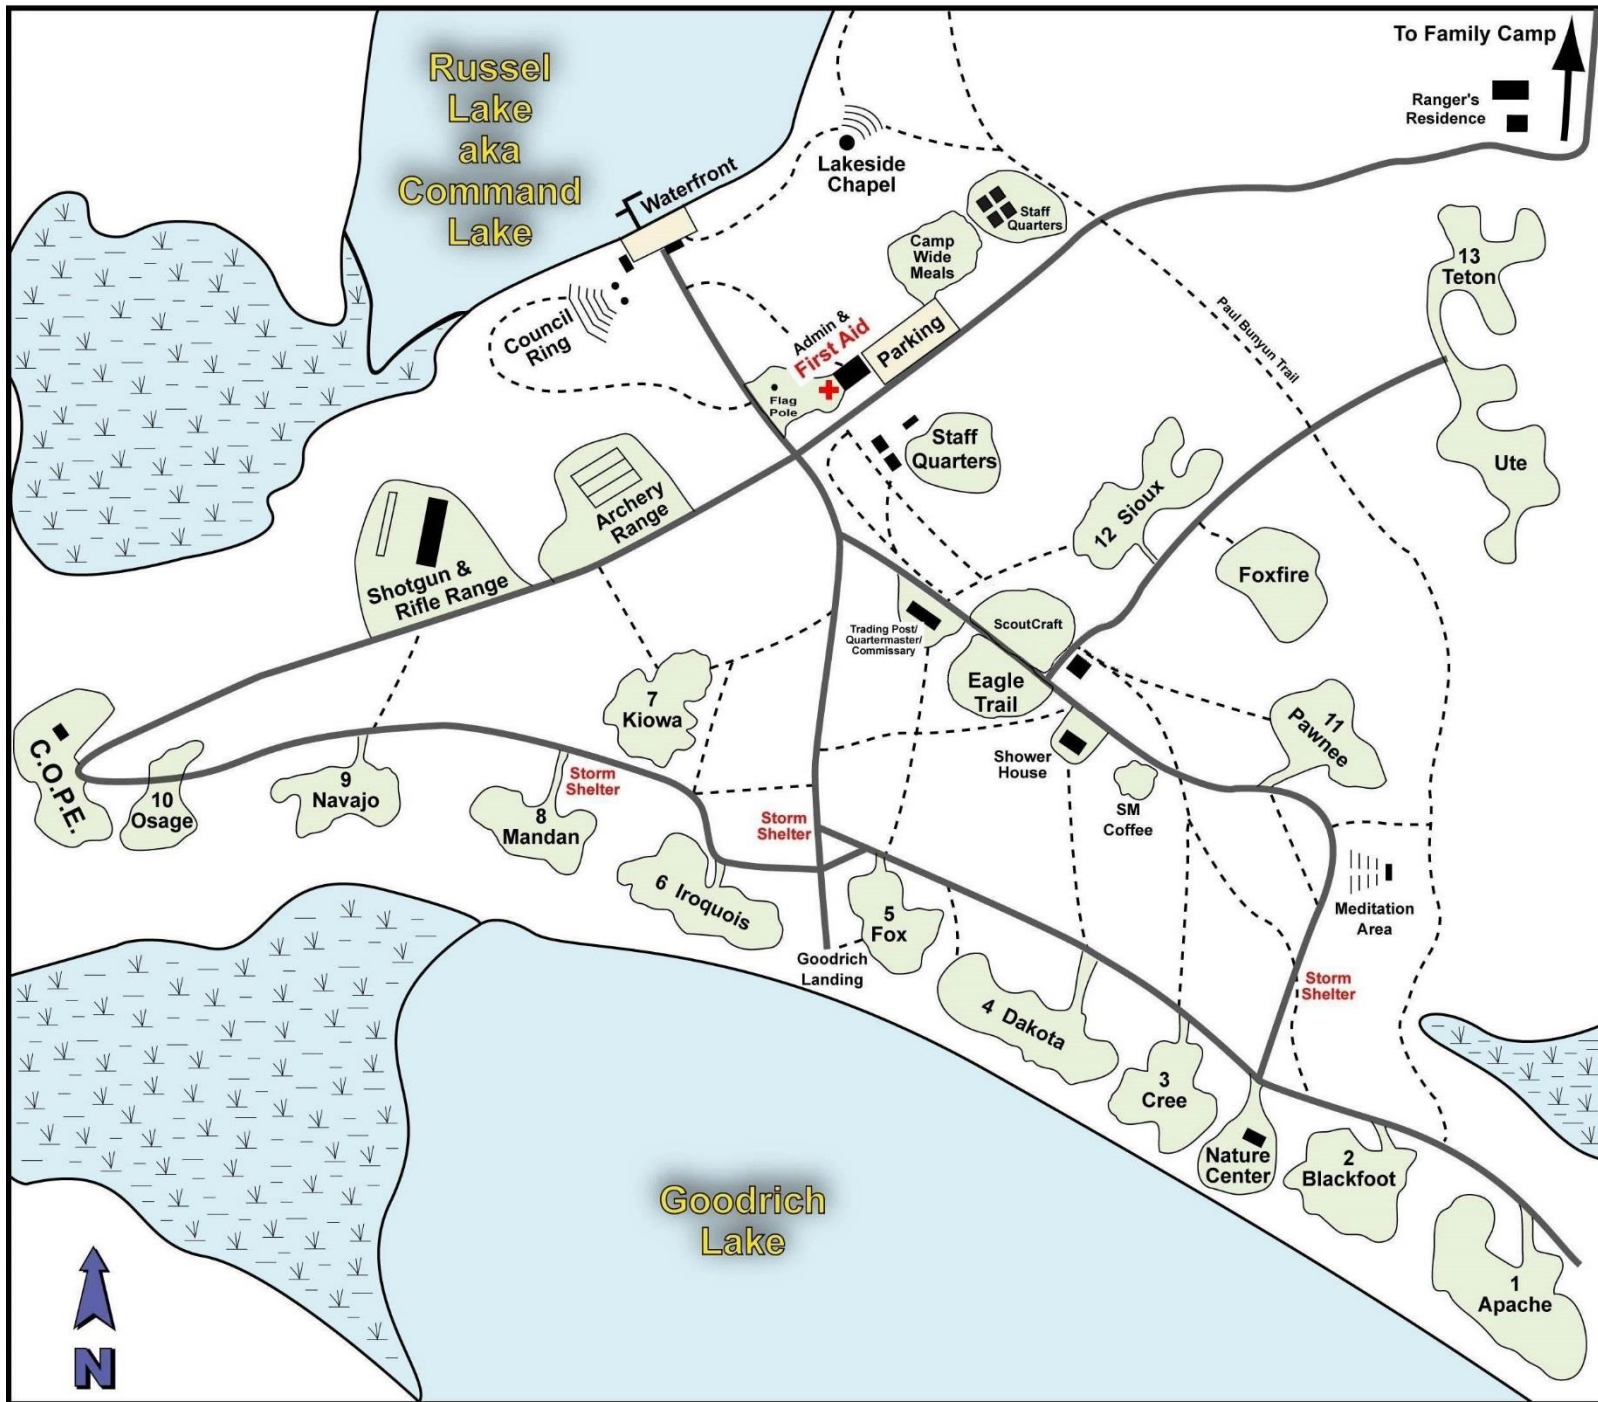 To Family Camp
Ranger's
Residence
Russel
Lake
aka
Command
Lake
Waterfront
Lakeside
Chapel
Staff
Quarters
Camp
Wide
Meals
13
Teton
Council
Ring
Admin &
First Aid
Parking
Paul Bunyun Trail
Flag
Pole
Staff
Quarters
Ute
Archery
Range
12 Sioux
Shotgun &
Rifle Range
Foxfire
Trading Post/
Quartermaster/
Commissary
ScoutCraft
Eagle
Trail
7
Kiowa
11
Pawnee
C.O.P.E.
Shower
House
10
Osage
9
Navajo
Storm
Shelter
8
Mandan
SM
Coffee
Storm
Shelter
6 Iroquois
5
Fox
Meditation
Area
Goodrich
Landing
Storm
Shelter
4 Dakota
3
Cree
Nature
Center
2
Blackfoot
Goodrich
Lake
1
Apache
N